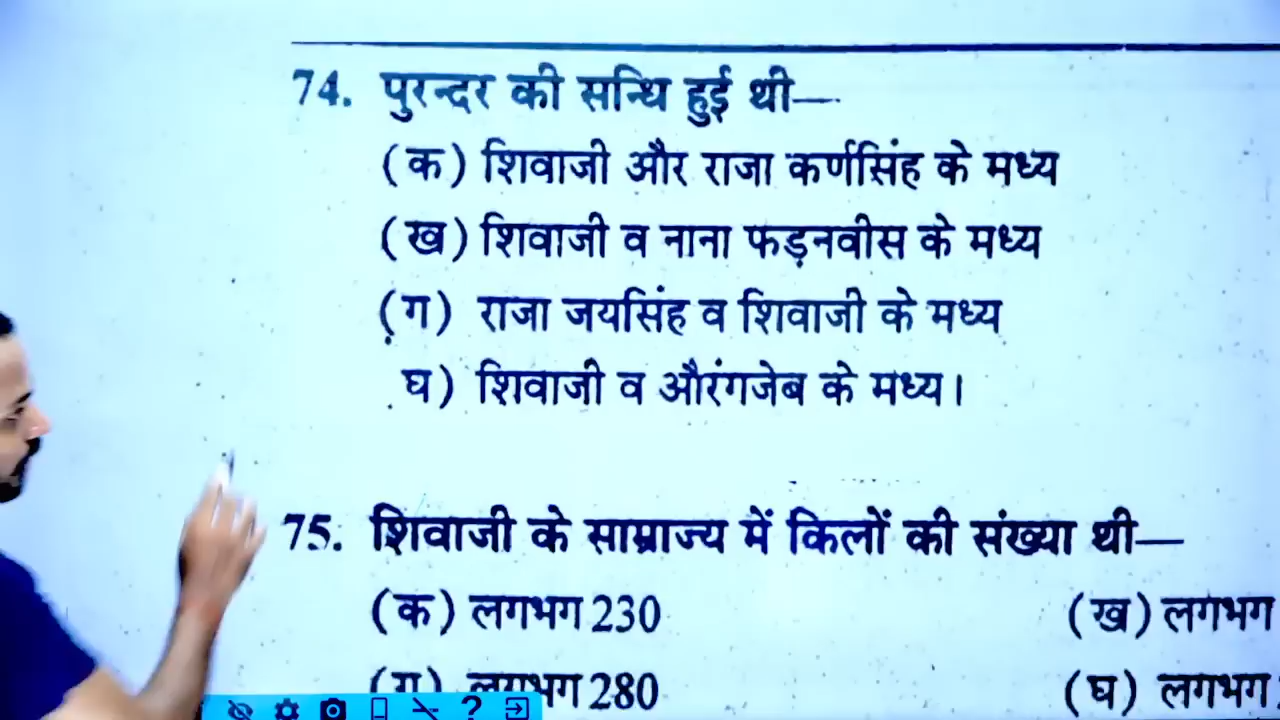 74. पुरन्दर की सन्धि हुई थी—
(क) शिवाजी और राजा कर्णसिंह के मध्य
(ख) शिवाजी व नाना फड़नवीस के मध्य
(ग) राजा जयसिंह व शिवाजी के मध्य
घ) शिवाजी व औरंगजेब के मध्य।
75. शिवाजी के साम्राज्य में किलों की संख्या थी—
(क) लगभग 230 (ख) लगभग
(ग) लगभग 280 (घ) लगभग